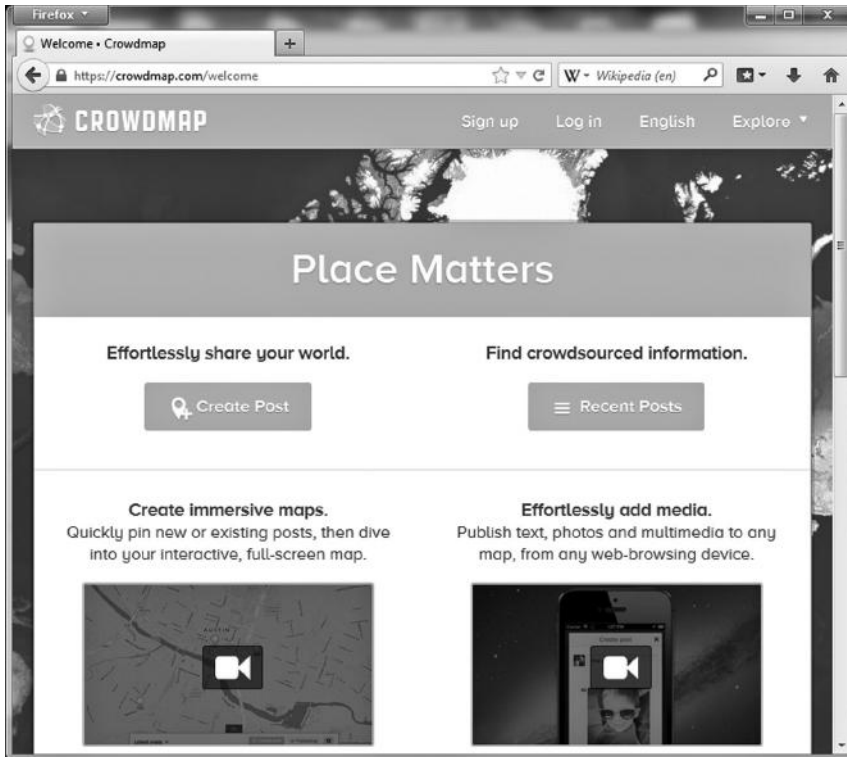 Firefox
Welcome • Crowdmap
https://crowdmap.com/welcome
W Wikipedia (en)
CROWDMAP
Sign up Log in English Explore
Place Matters
Effortlessly share your world. Find crowdsourced information.
Create Post Recent Posts
Create immersive maps. Effortlessly add media.
Quickly pin new or existing posts, then dive Publish text, photos and multimedia to any
into your interactive, full-screen map. map, from any web-browsing device.
AUSTIN
Create post